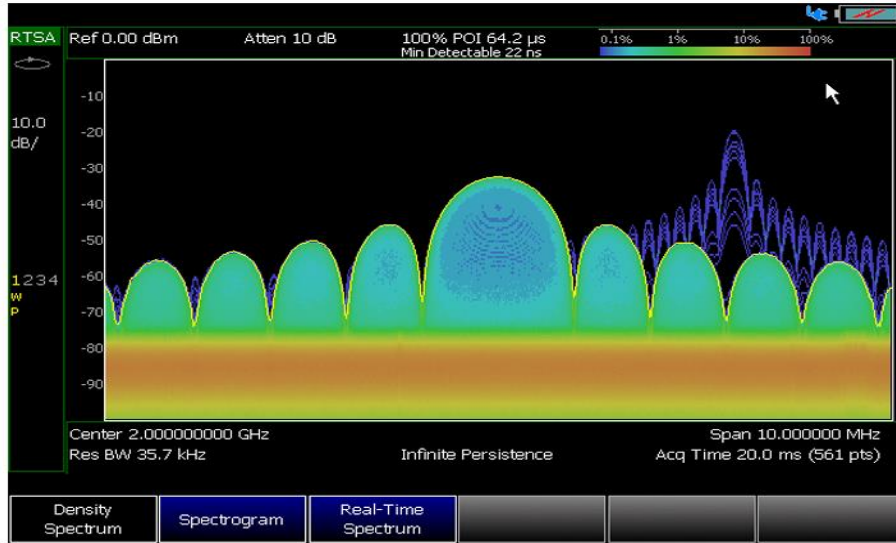 RTSA
Ref 0.00 dBm
Atten 10 dB
100% POI 64.2 µs
Min Detectable 22 ns
0.1%
1%
10%
100%
10.0
dB/
-10
-20
-30
-40
-50
-60
-70
-80
-90
1234
W
P
Center 2.000000000 GHz
Span 10.000000 MHz
Res BW 35.7 kHz
Infinite Persistence
Acq Time 20.0 ms (561 pts)
Density
Spectrum
Spectrogram
Real-Time
Spectrum